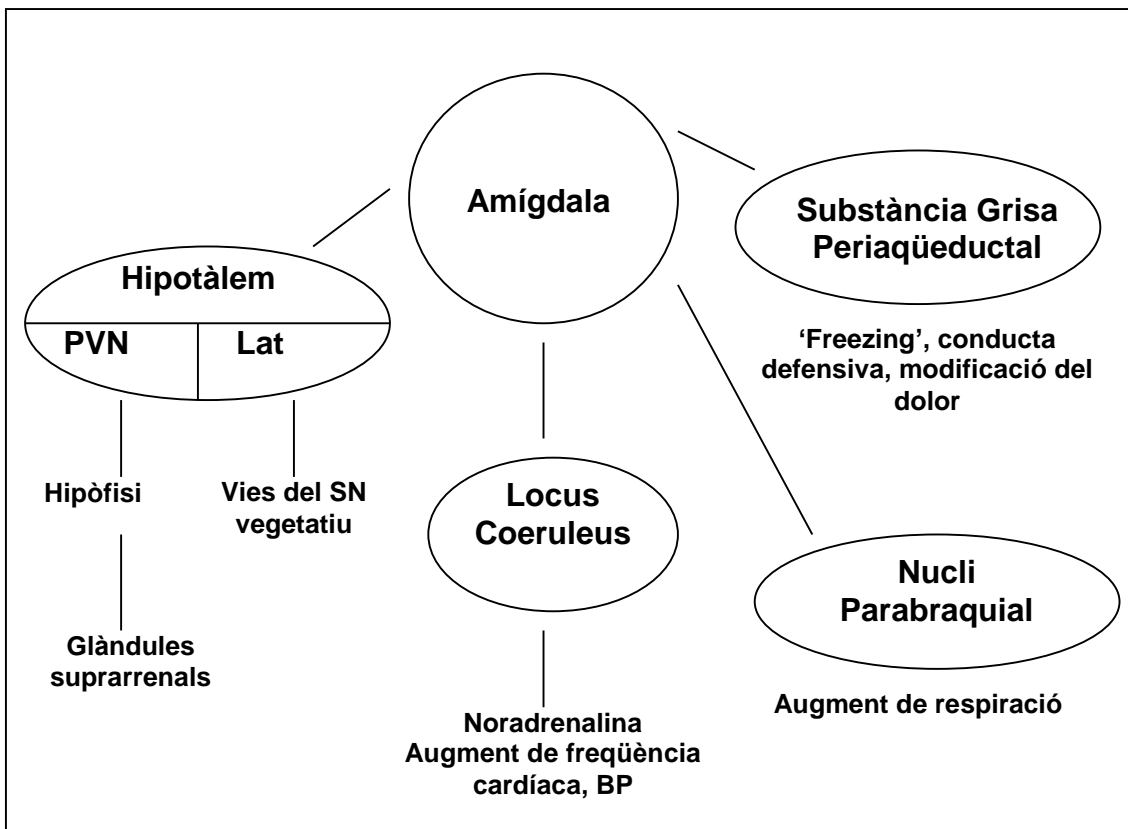 Amígdala
Substància Grisa
Periaqüeductal
‘Freezing’, conducta
defensiva, modificació del
dolor
Hipotàlem
PVN
Lat
Hipòfisi
Vies del SN
vegetatiu
Glàndules
suprarrenals
Locus
Coeruleus
Noradrenalina
Augment de freqüència
cardíaca, BP
Nucli
Parabraquial
Augment de respiració